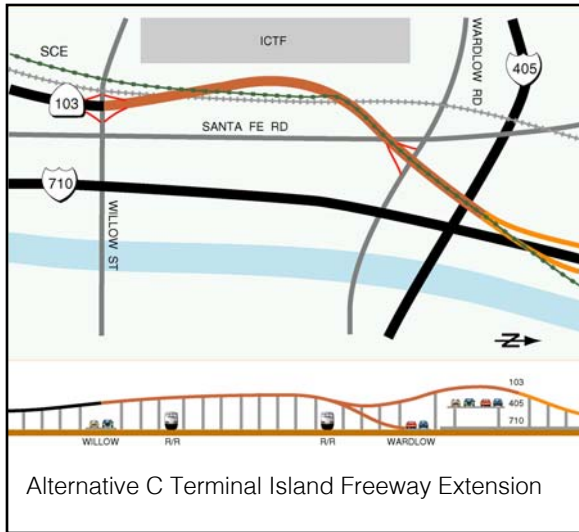 ICTF
SCE
WARDLOW RD
405
103
SANTA FE RD
710
WILLOW ST
N
103
405
710
WILLOW
R/R
R/R
WARDLOW
Alternative C Terminal Island Freeway Extension